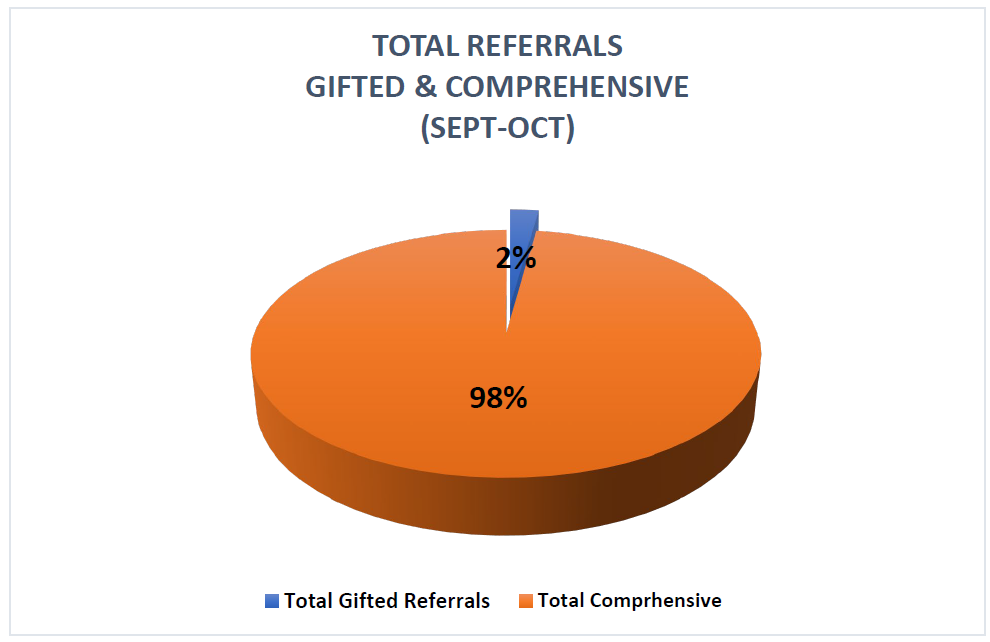 TOTAL REFERRALS
GIFTED & COMPREHENSIVE
(SEPT-OCT)
2%
98%
Total Gifted Referrals
Total Comprhensive